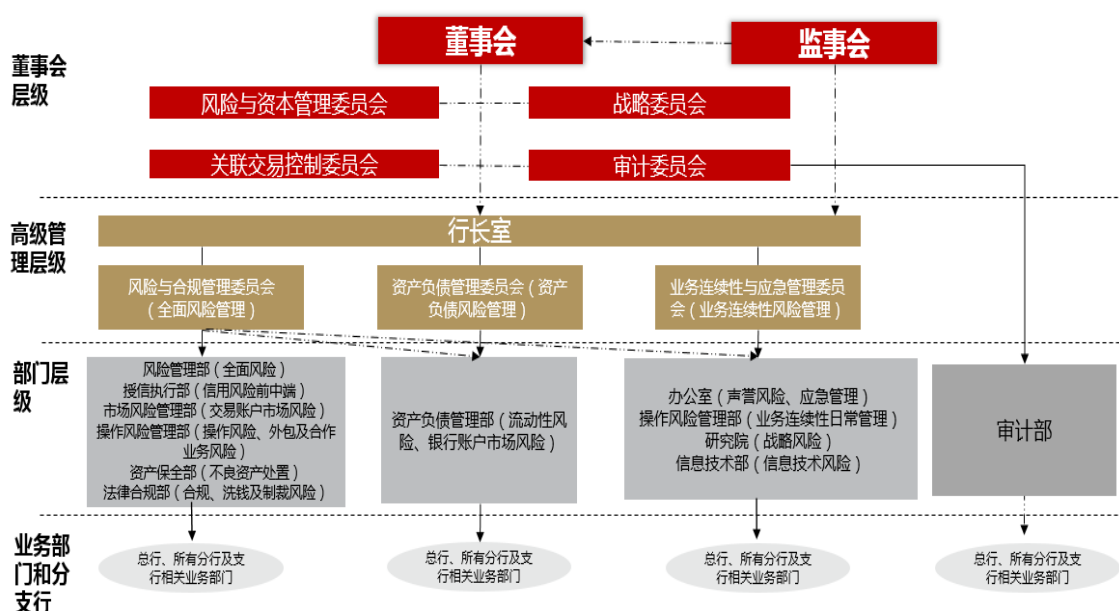 董事会
层级
董事会
监事会
风险与资本管理委员会
战略委员会
关联交易控制委员会
审计委员会
高级管
理层级
行长室
风险与合规管理委员会
（全面风险管理）
资产负债管理委员会（资产
负债风险管理）
业务连续性与应急管理委员
会（业务连续性风险管理）
部门层
级
风险管理部（全面风险）
授信执行部（信用风险前中端）
市场风险管理部（交易账户市场风险）
操作风险管理部（操作风险、外包及合作
业务风险）
资产保全部（不良资产处置）
法律合规部（合规、洗钱及制裁风险）
资产负债管理部（流动性风
险、银行账户市场风险）
办公室（声誉风险、应急管理）
操作风险管理部（业务连续性日常管理）
研究院（战略风险）
信息技术部（信息技术风险）
审计部
业务部
门和分
支行
总行、所有分行及支
行相关业务部门
总行、所有分行及支
行相关业务部门
总行、所有分行及支
行相关业务部门
总行、所有分行及支
行相关业务部门